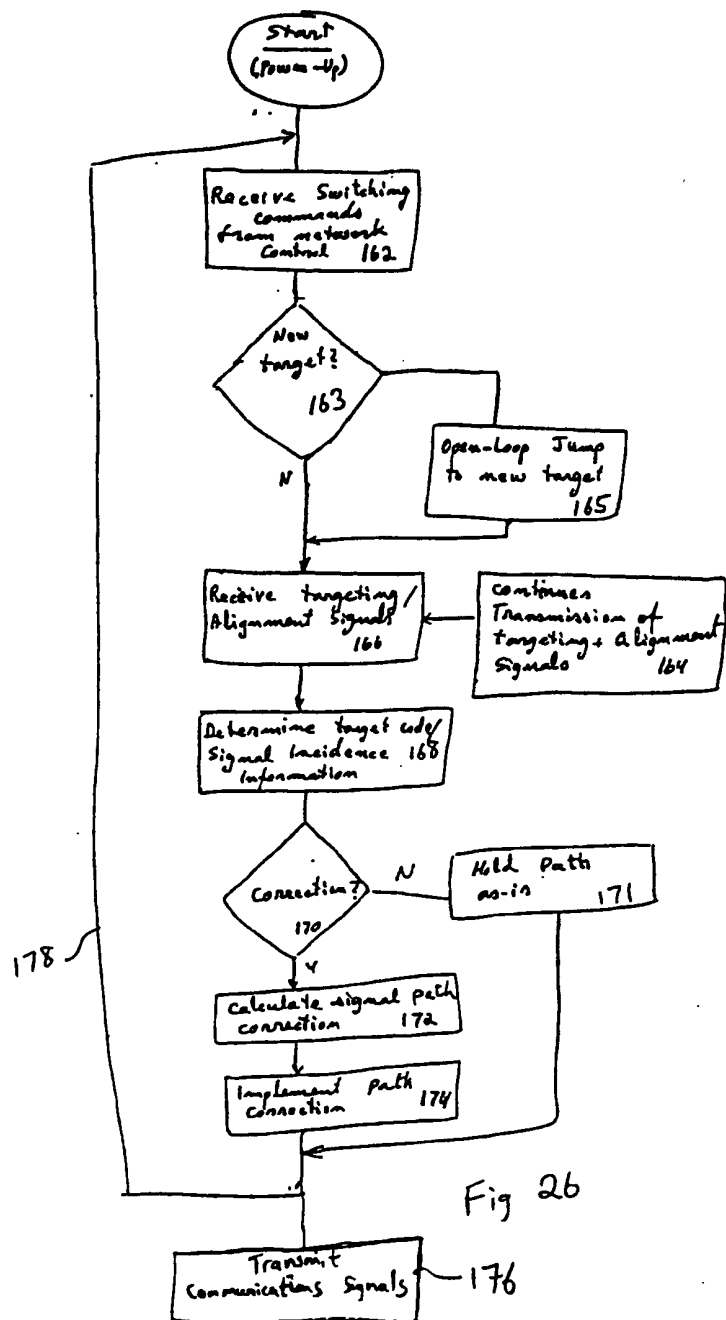 Start
(Power-Up)
Receive Switching
commands
from network
Control 162
New
target?
163
N
Open-Loop Jump
to new target
165
Receive targeting/
Alignment Signals
166
continues
Transmission of
targeting + Alignment
Signals 164
Determine target code/
Signal Incidence 168
Information
Correction?
170
N
Hold Path
as-is
171
Y
Calculate signal path
correction 172
Implement Path
correction 174
178
Fig 26
Transmit
Communications Signals
176